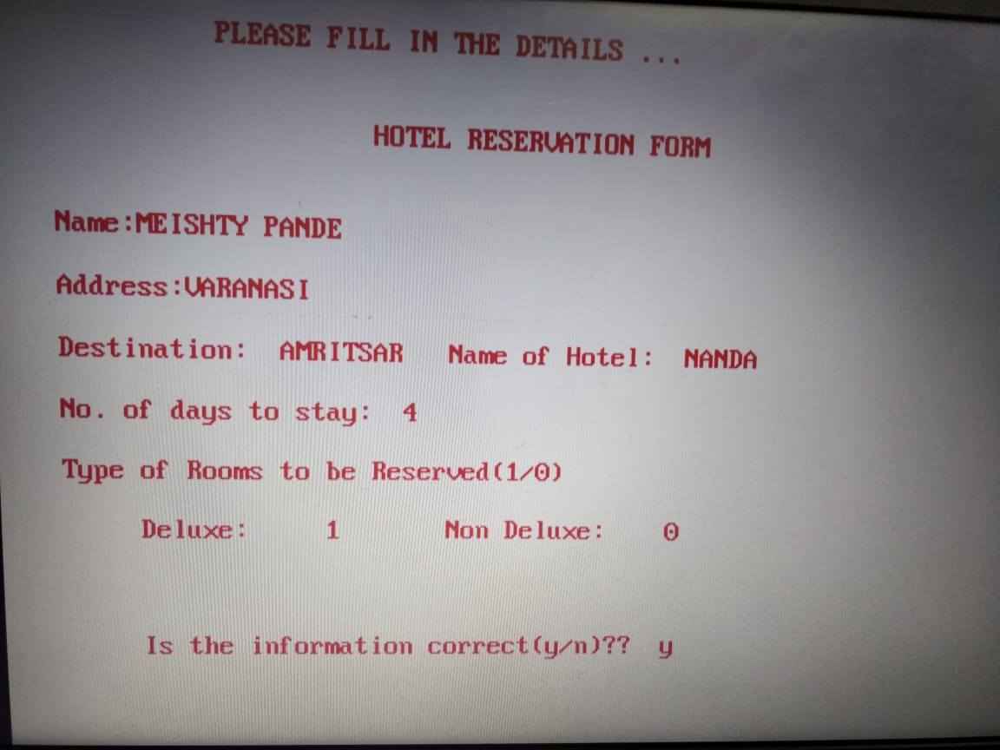 PLEASE FILL IN THE DETAILS ...
HOTEL RESERVATION FORM
Name:MEISHTY PANDE
Address:VARANASI
Destination: AMRITSAR Name of Hotel: NANDA
No. of days to stay: 4
Type of Rooms to be Reserved(1/0)
Deluxe: 1 Non Deluxe: 0
Is the information correct(y/n)?? y